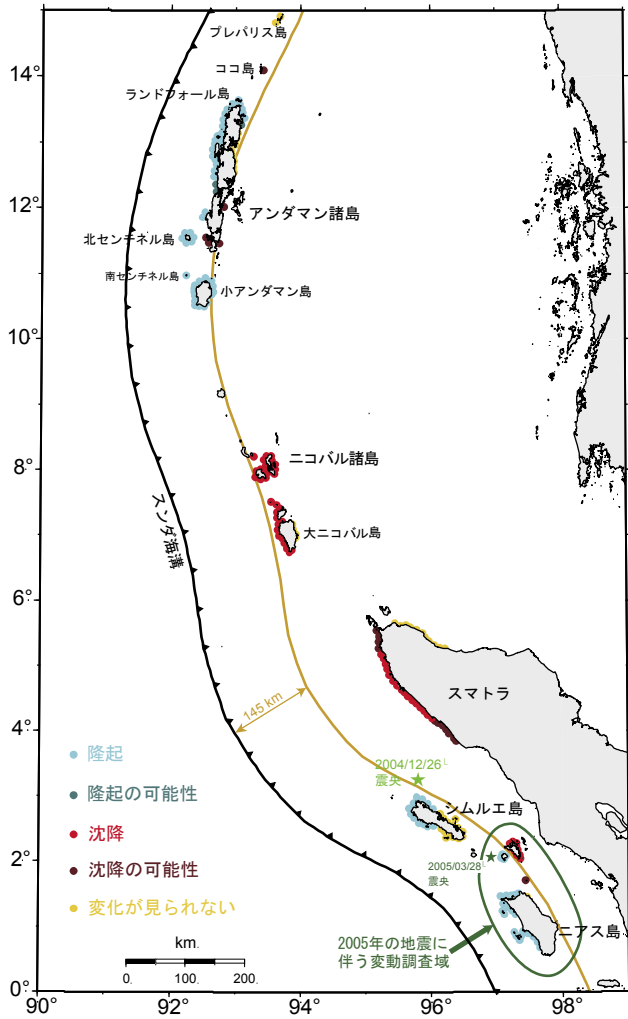 プレパリス島
ココ島
14°
ランドフォール島
12°
アンダマン諸島
北センチネル島
南センチネル島
小アンダマン島
10°
ニコバル諸島
8°
大ニコバル島
スンダ海溝
6°
スマトラ
145 km
4°
2004/12/26
震央
隆起
シムルエ島
隆起の可能性
沈降
2°
2005/03/28
震央
沈降の可能性
変化が見られない
ニアス島
km.
2005年の地震に
伴う変動調査域
0. 100. 200.
0°
90° 92° 94° 96° 98°